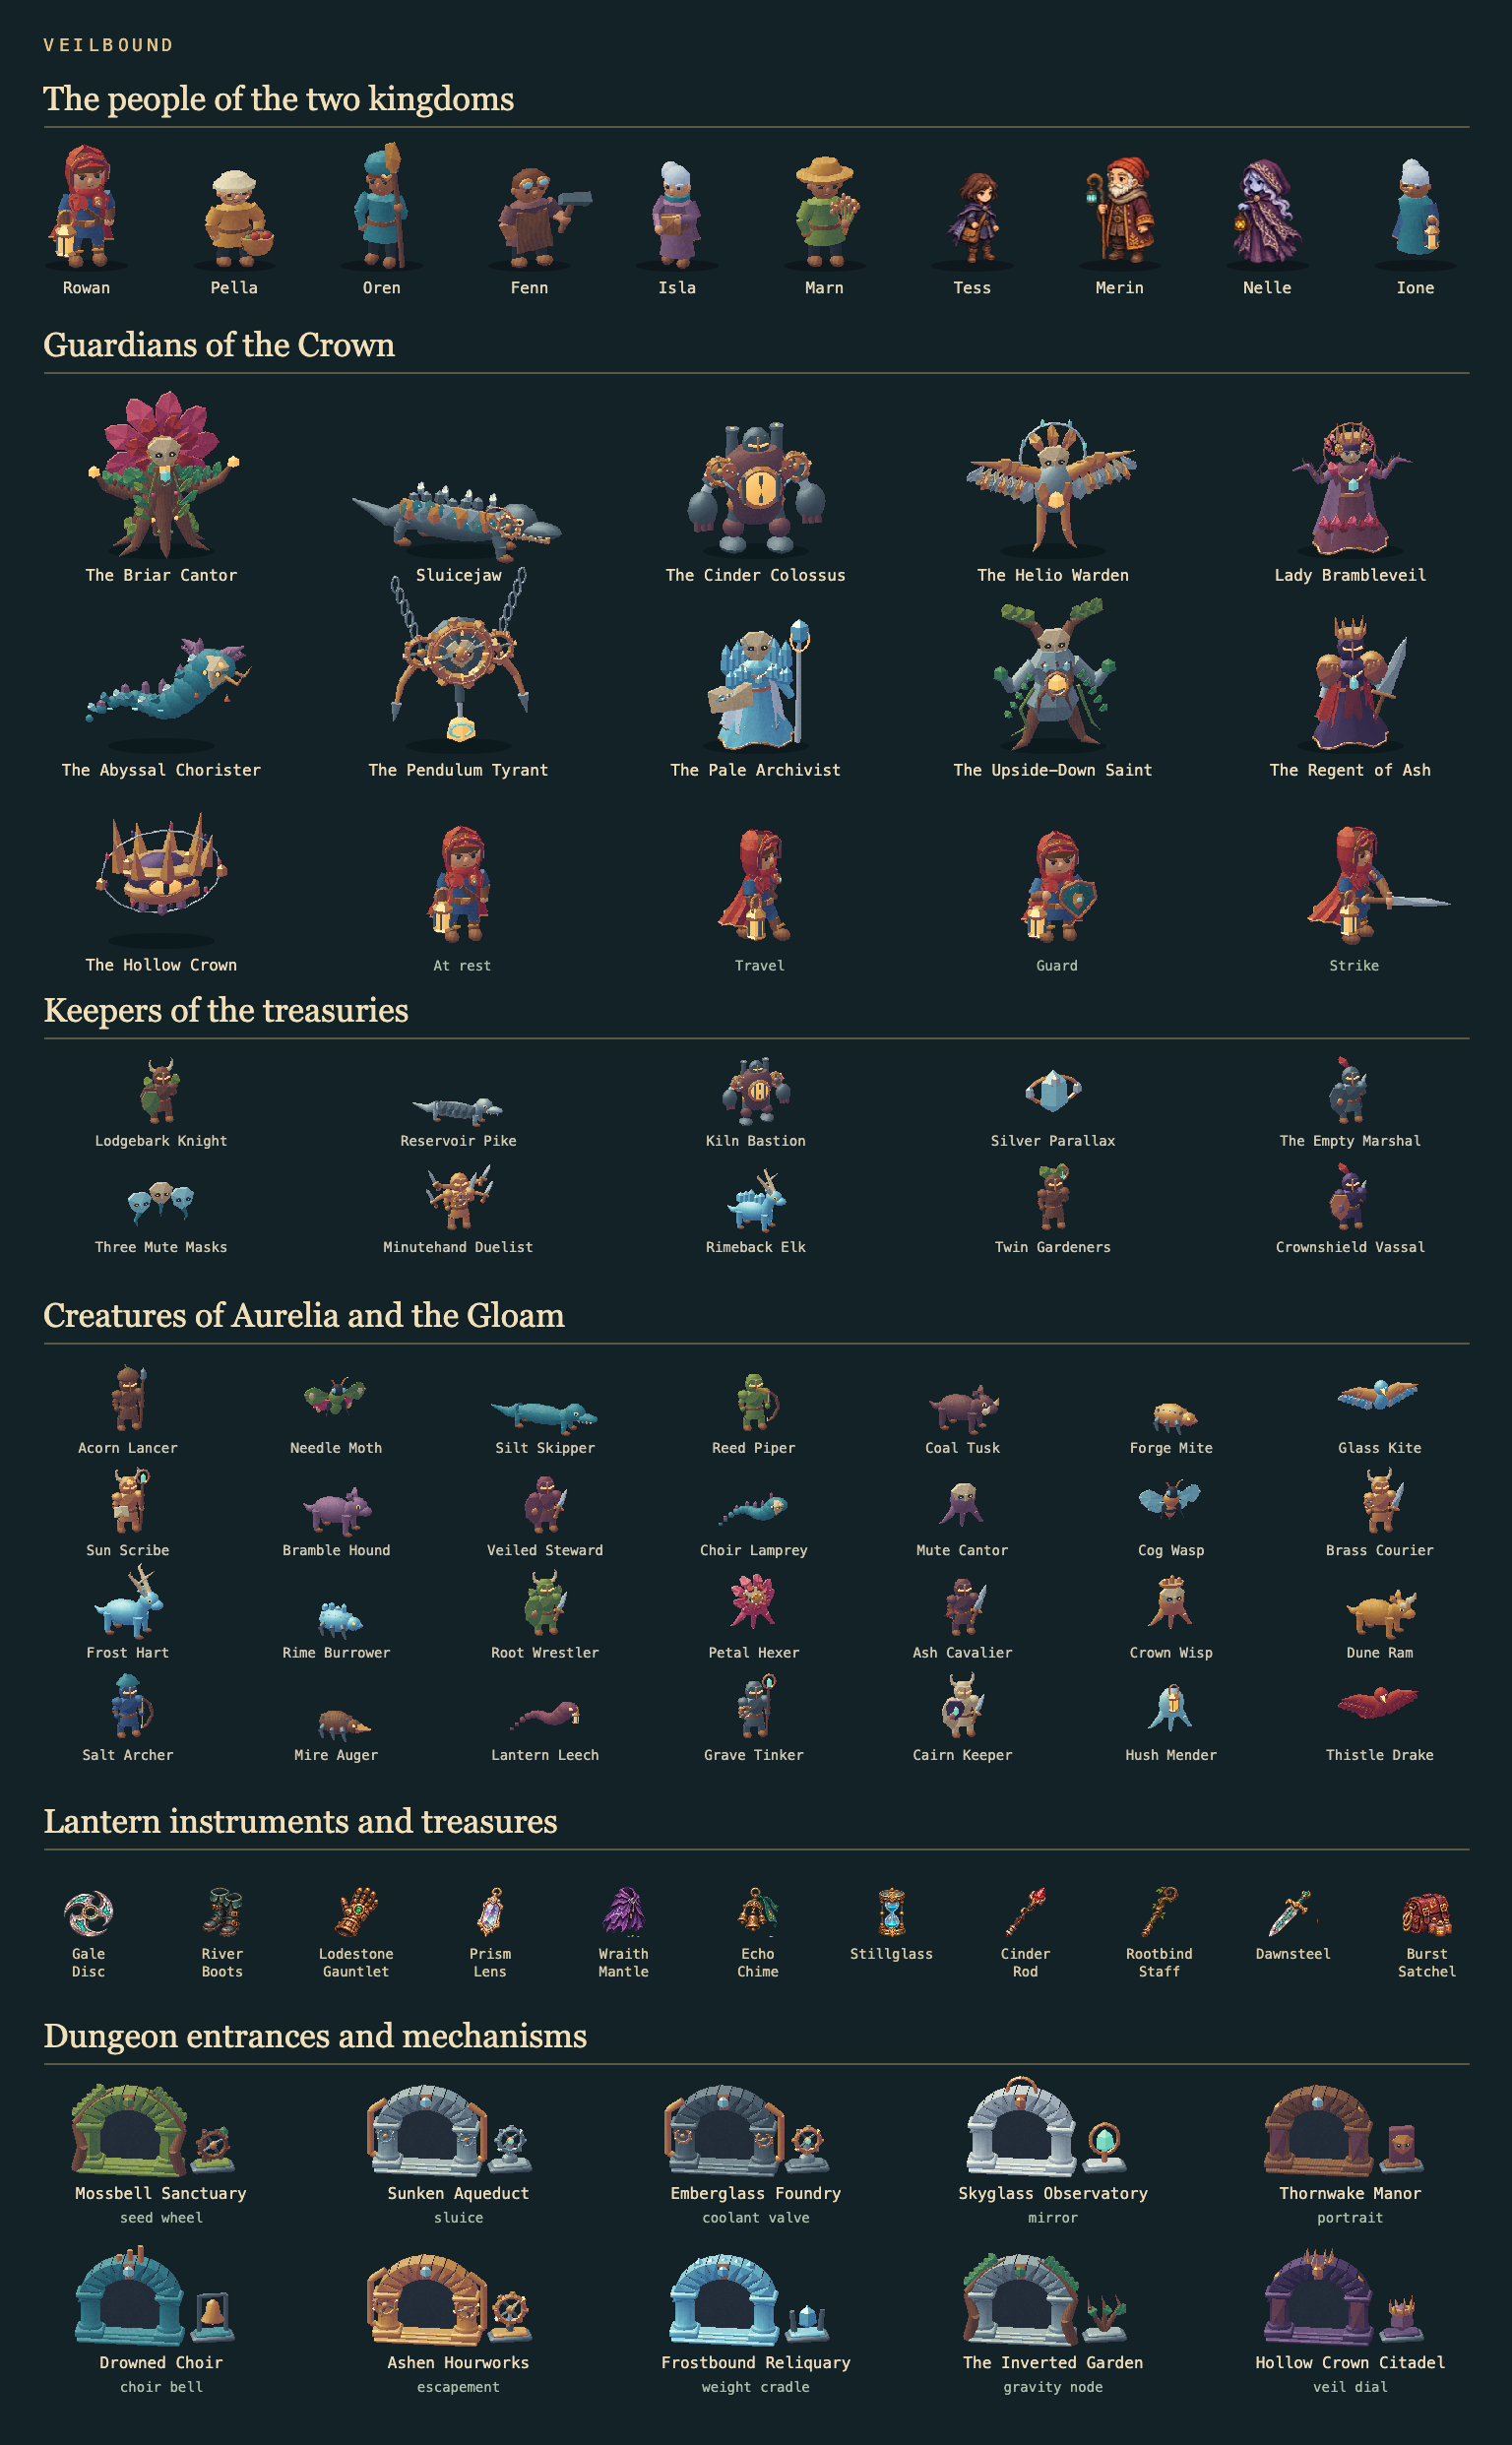 VEILBOUND
The people of the two kingdoms
Rowan
Pella
Oren
Fenn
Isla
Marn
Tess
Merin
Nelle
Ione
Guardians of the Crown
The Briar Cantor
Sluicejaw
The Cinder Colossus
The Helio Warden
Lady Brambleveil
The Abyssal Chorister
The Pendulum Tyrant
The Pale Archivist
The Upside-Down Saint
The Regent of Ash
The Hollow Crown
At rest
Travel
Guard
Strike
Keepers of the treasuries
Lodgebark Knight
Reservoir Pike
Kiln Bastion
Silver Parallax
The Empty Marshal
Three Mute Masks
Minutehand Duelist
Rimeback Elk
Twin Gardeners
Crownshield Vassal
Creatures of Aurelia and the Gloam
Acorn Lancer
Needle Moth
Silt Skipper
Reed Piper
Coal Tusk
Forge Mite
Glass Kite
Sun Scribe
Bramble Hound
Veiled Steward
Choir Lamprey
Mute Cantor
Cog Wasp
Brass Courier
Frost Hart
Rime Burrower
Root Wrestler
Petal Hexer
Ash Cavalier
Crown Wisp
Dune Ram
Salt Archer
Mire Auger
Lantern Leech
Grave Tinker
Cairn Keeper
Hush Mender
Thistle Drake
Lantern instruments and treasures
Gale
Disc
River
Boots
Lodestone
Gauntlet
Prism
Lens
Wraith
Mantle
Echo
Chime
Stillglass
Cinder
Rod
Rootbind
Staff
Dawnsteel
Burst
Satchel
Dungeon entrances and mechanisms
Mossbell Sanctuary
seed wheel
Sunken Aqueduct
sluice
Emberglass Foundry
coolant valve
Skyglass Observatory
mirror
Thornwake Manor
portrait
Drowned Choir
choir bell
Ashen Hourworks
escapement
Frostbound Reliquary
weight cradle
The Inverted Garden
gravity node
Hollow Crown Citadel
veil dial